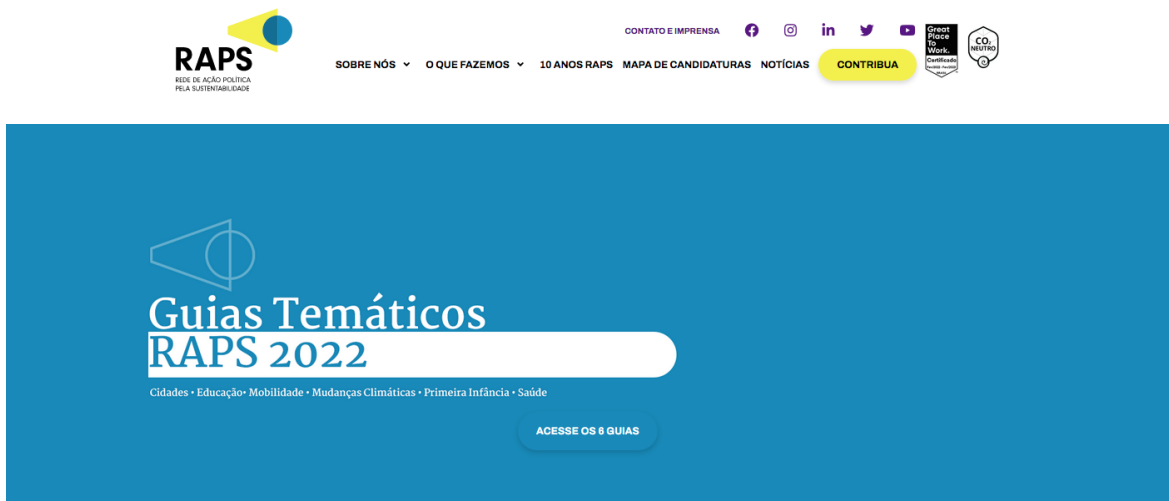 RAPS
REDE DE AÇÃO POLÍTICA
PELA SUSTENTABILIDADE
CONTATO E IMPRENSA
SOBRE NÓS O QUE FAZEMOS 10 ANOS RAPS MAPA DE CANDIDATURAS NOTÍCIAS CONTRIBUA
Great
Place
To
Work.
Certificado
CO₂
NEUTRO
Guias Temáticos
RAPS 2022
Cidades • Educação• Mobilidade • Mudanças Climáticas • Primeira Infância • Saúde
ACESSE OS 6 GUIAS